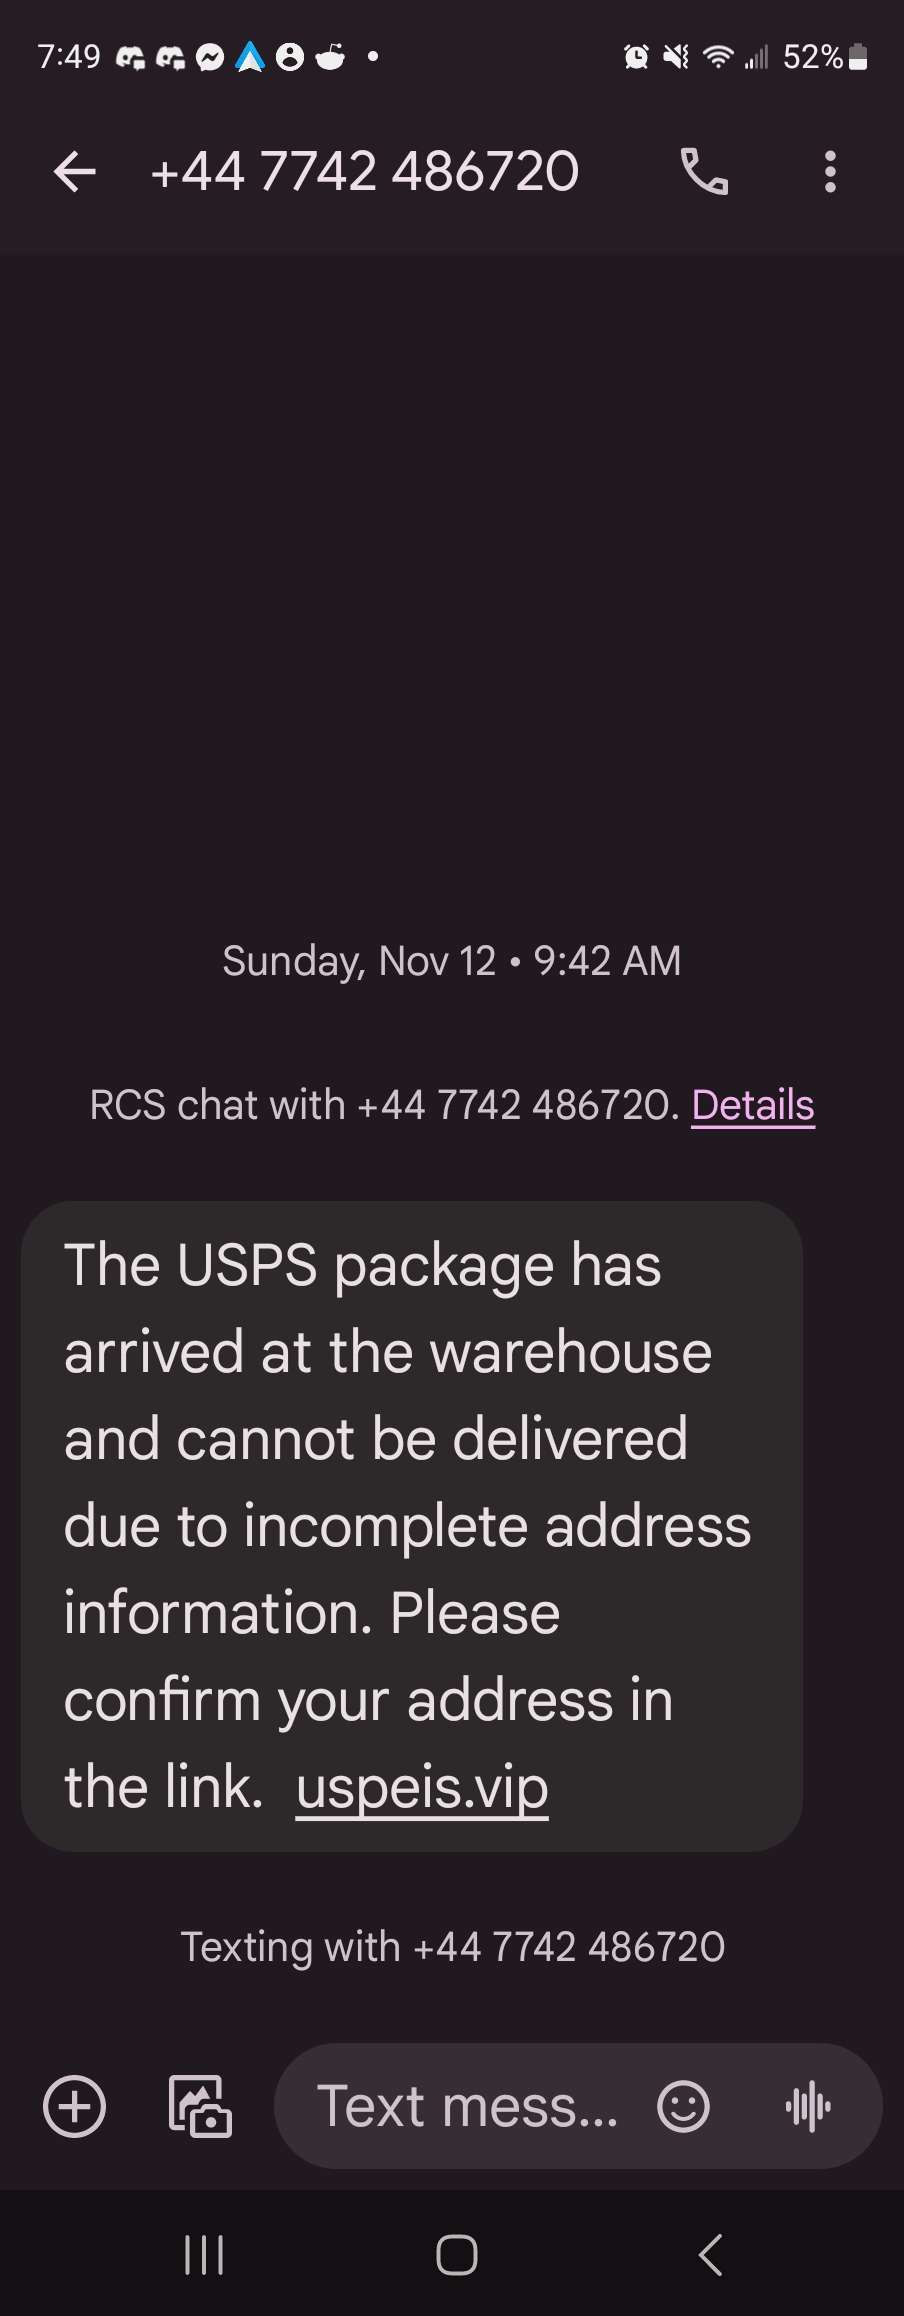 7:49 52%
+44 7742 486720
Sunday, Nov 12 • 9:42 AM
RCS chat with +44 7742 486720. Details
The USPS package has
arrived at the warehouse
and cannot be delivered
due to incomplete address
information. Please
confirm your address in
the link.  uspeis.vip
Texting with +44 7742 486720
Text mess...